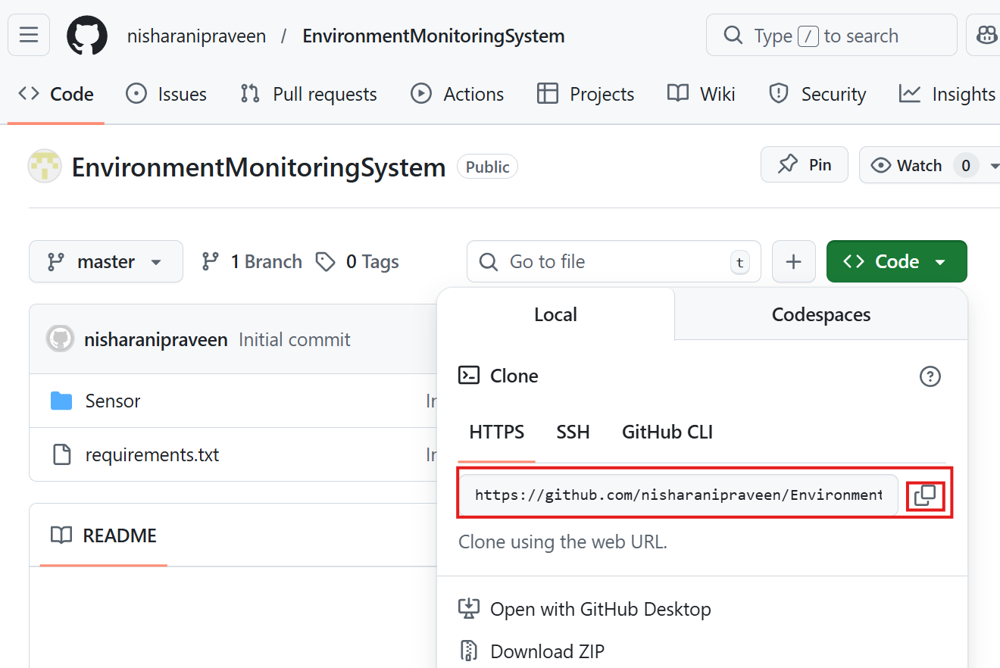 nisharanipraveen / EnvironmentMonitoringSystem
Type / to search
Code Issues Pull requests Actions Projects Wiki Security Insights
EnvironmentMonitoringSystem Public
Pin Watch 0
master 1 Branch 0 Tags
Go to file t
+ <> Code
Local Codespaces
nisharanipraveen Initial commit
Clone
Sensor
HTTPS SSH GitHub CLI
requirements.txt
https://github.com/nisharanipraveen/Environment
Clone using the web URL.
README
Open with GitHub Desktop
Download ZIP